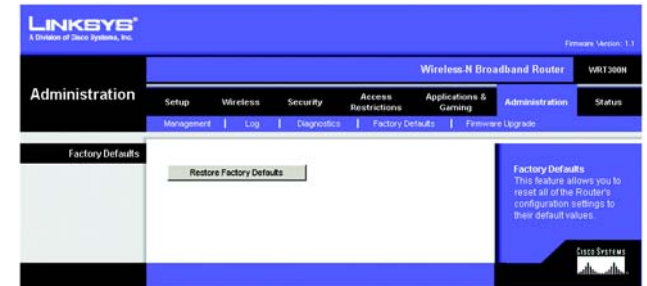 LINKSYS®
A Division of Cisco Systems, Inc.
Firmware Version: 1.1
Wireless-N Broadband Router
WRT300N
Administration
Setup
Wireless
Security
Access Restrictions
Applications & Gaming
Administration
Status
Management | Log | Diagnostics | Factory Defaults | Firmware Upgrade
Factory Defaults
Restore Factory Defaults
Factory Defaults
This feature allows you to
reset all of the Router's
configuration settings to
their default values.
CISCO SYSTEMS